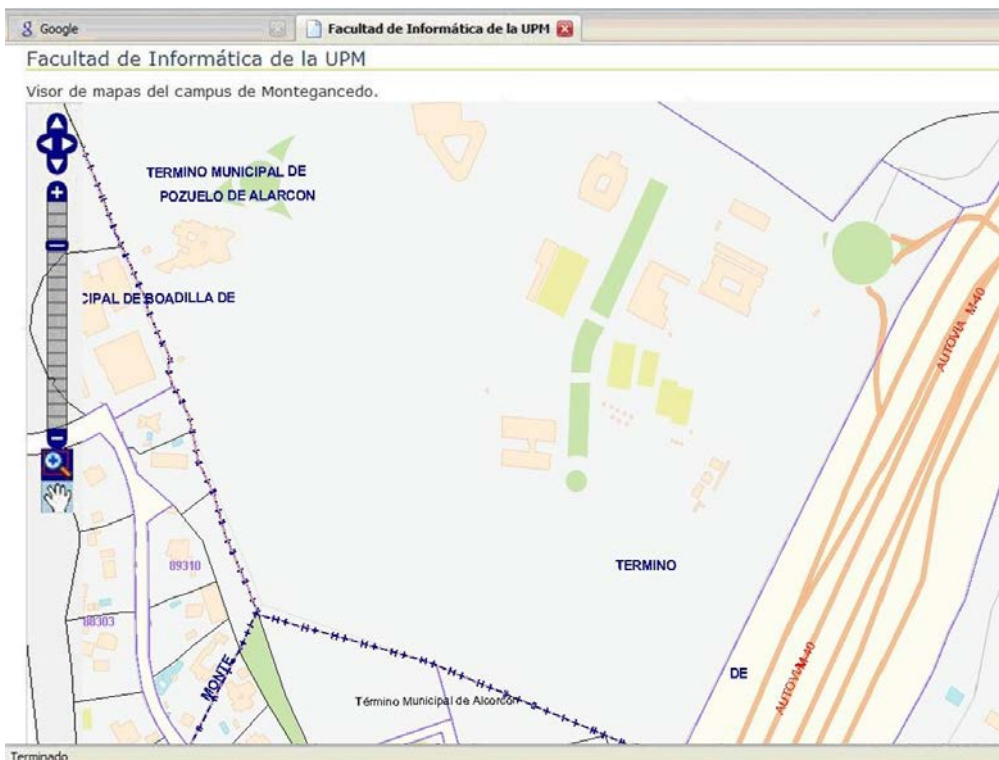 Google
Facultad de Informática de la UPM
Facultad de Informática de la UPM
Visor de mapas del campus de Montegancedo.
TERMINO MUNICIPAL DE
POZUELO DE ALARCON
CIPAL DE BOADILLA DE
AUTOVIA M-40
89310
TERMINO
88303
MONTE
DE
AUTOVIA M-40
Término Municipal de Alcorcón
Terminado